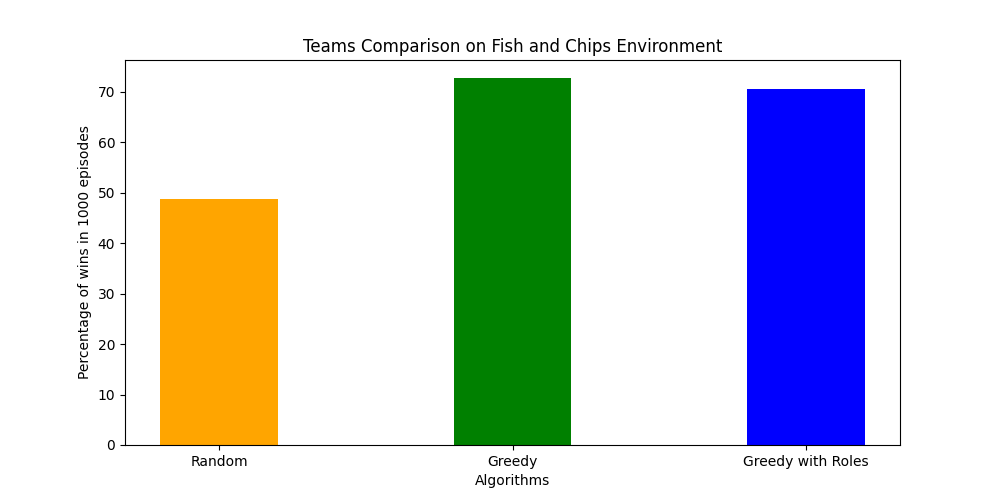 Teams Comparison on Fish and Chips Environment
Percentage of wins in 1000 episodes
70
60
50
40
30
20
10
0
Random
Greedy
Greedy with Roles
Algorithms